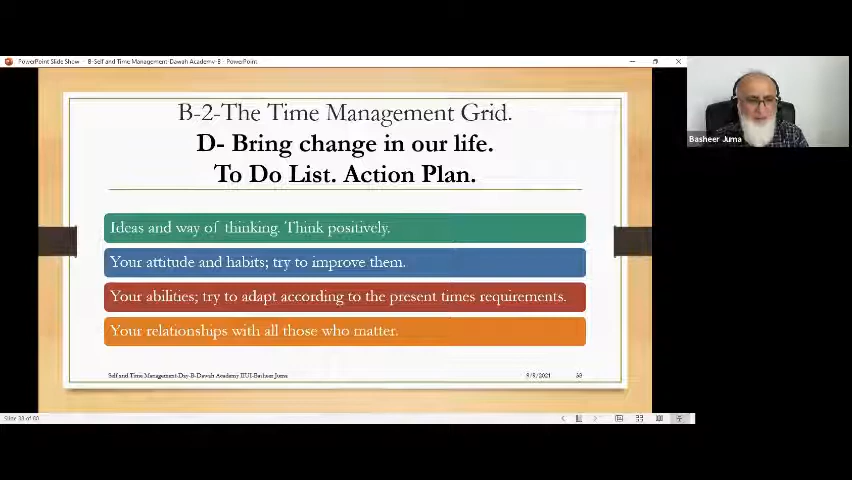 PowerPoint Slide Show - B-Self and Time Management-Dawah Academy-B - PowerPoint
B-2-The Time Management Grid.
D- Bring change in our life.
To Do List. Action Plan.
Ideas and way of thinking. Think positively.
Your attitude and habits; try to improve them.
Your abilities; try to adapt according to the present times requirements.
Your relationships with all those who matter.
Self and Time Management-Day-B-Dawah Academy IIUI-Basheer Juma
9/8/2021
Basheer Juma